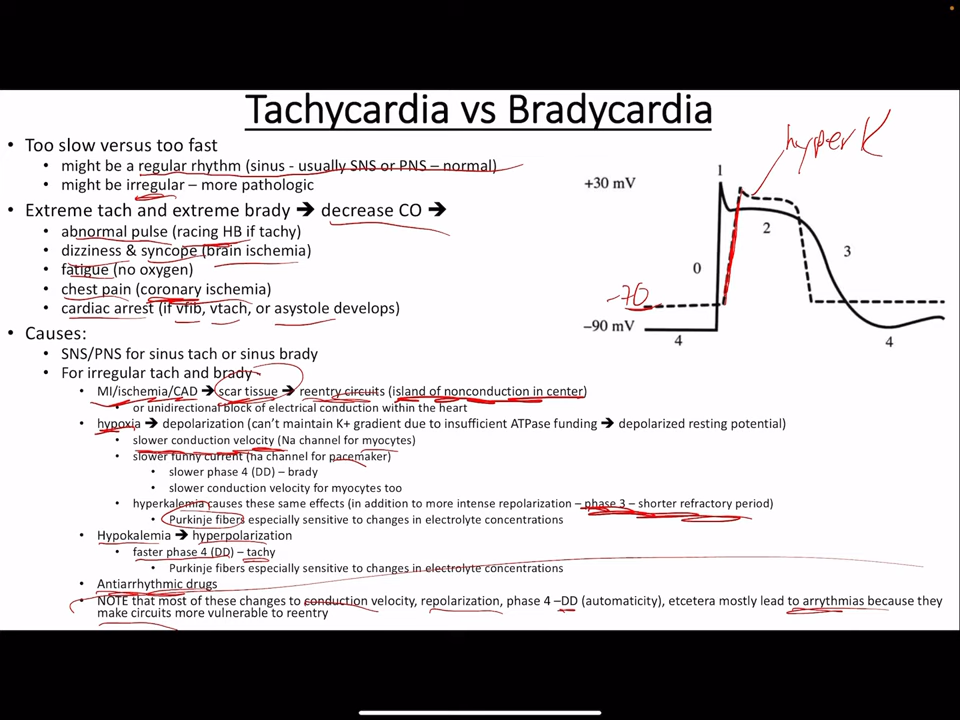 Tachycardia vs Bradycardia
• Too slow versus too fast
• might be a regular rhythm (sinus - usually SNS or PNS – normal)
• might be irregular – more pathologic
• Extreme tach and extreme brady ➔ decrease CO ➔
• abnormal pulse (racing HB if tachy)
• dizziness & syncope (brain ischemia)
• fatigue (no oxygen)
• chest pain (coronary ischemia)
• cardiac arrest (if vfib, vtach, or asystole develops)
• Causes:
• SNS/PNS for sinus tach or sinus brady
• For irregular tach and brady
• MI/ischemia/CAD ➔ scar tissue ➔ reentry circuits (island of nonconduction in center)
• or unidirectional block of electrical conduction within the heart
• hypoxia ➔ depolarization (can't maintain K+ gradient due to insufficient ATPase funding ➔ depolarized resting potential)
• slower conduction velocity (Na channel for myocytes)
• slower funny current (na channel for pacemaker)
• slower phase 4 (DD) – brady
• slower conduction velocity for myocytes too
• hyperkalemia causes these same effects (in addition to more intense repolarization – phase 3 – shorter refractory period)
• Purkinje fibers especially sensitive to changes in electrolyte concentrations
• Hypokalemia ➔ hyperpolarization
• faster phase 4 (DD) – tachy
• Purkinje fibers especially sensitive to changes in electrolyte concentrations
• Antiarrhythmic drugs
• NOTE that most of these changes to conduction velocity, repolarization, phase 4 –DD (automaticity), etcetera mostly lead to arrythmias because they
make circuits more vulnerable to reentry
hyper K
1
+30 mV
2
3
0
-70
−90 mV
4
4